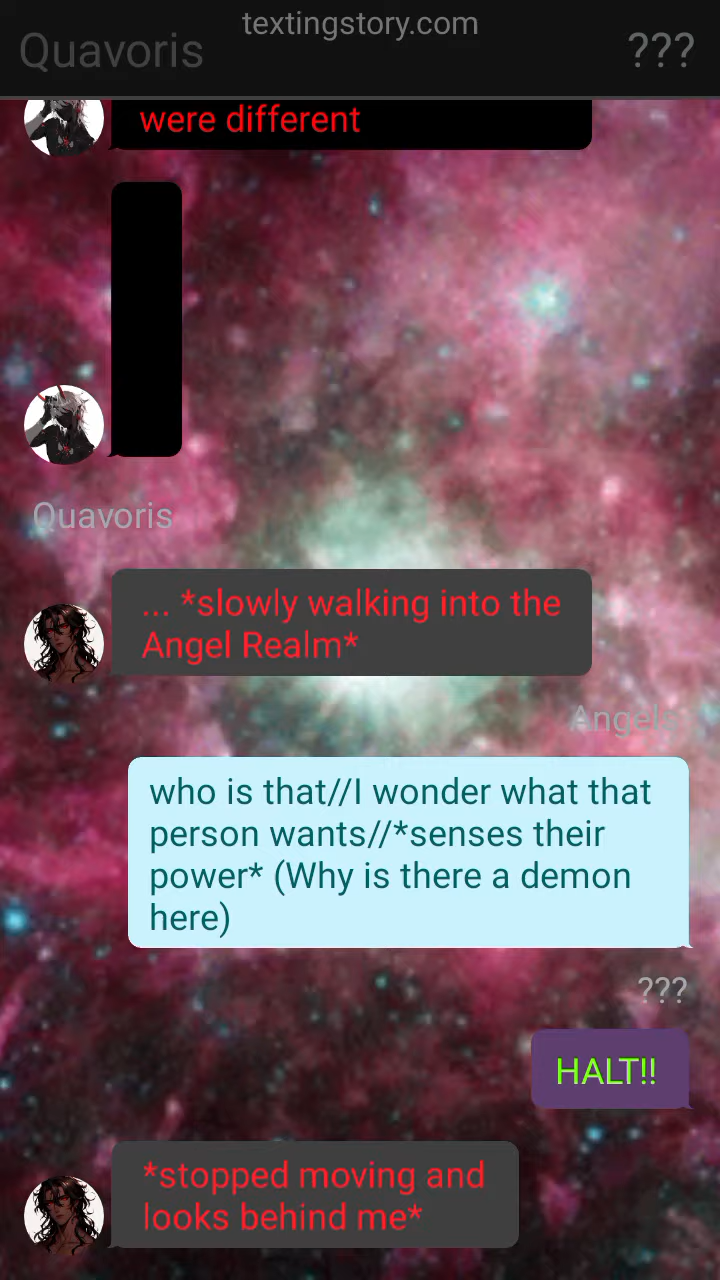 textingstory.com
Quavoris
???
were different
Quavoris
... *slowly walking into the
Angel Realm*
Angels
who is that//I wonder what that
person wants//*senses their
power* (Why is there a demon
here)
???
HALT!!
*stopped moving and
looks behind me*